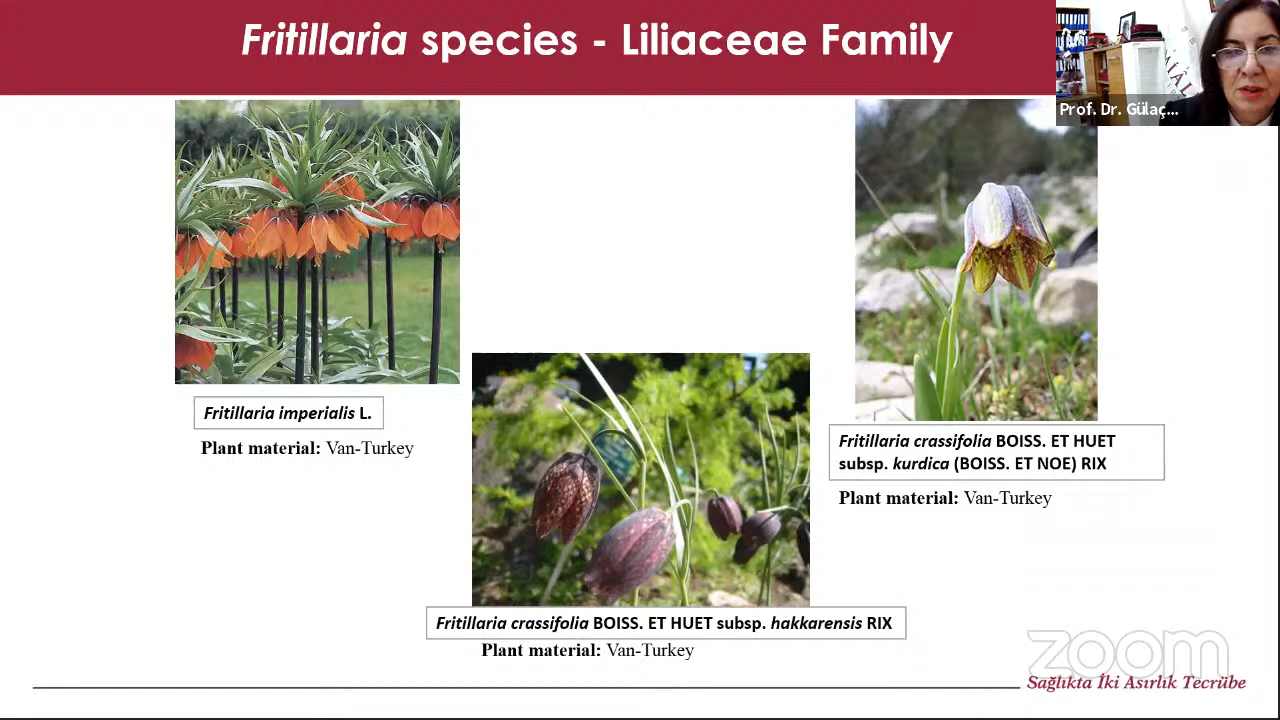 Fritillaria species - Liliaceae Family
Prof. Dr. Gülaç...
Fritillaria imperialis L.
Plant material: Van-Turkey
Fritillaria crassifolia BOISS. ET HUET
subsp. kurdica (BOISS. ET NOE) RIX
Plant material: Van-Turkey
Fritillaria crassifolia BOISS. ET HUET subsp. hakkarensis RIX
Plant material: Van-Turkey
zoom
Sağlıkta İki Asırlık Tecrübe